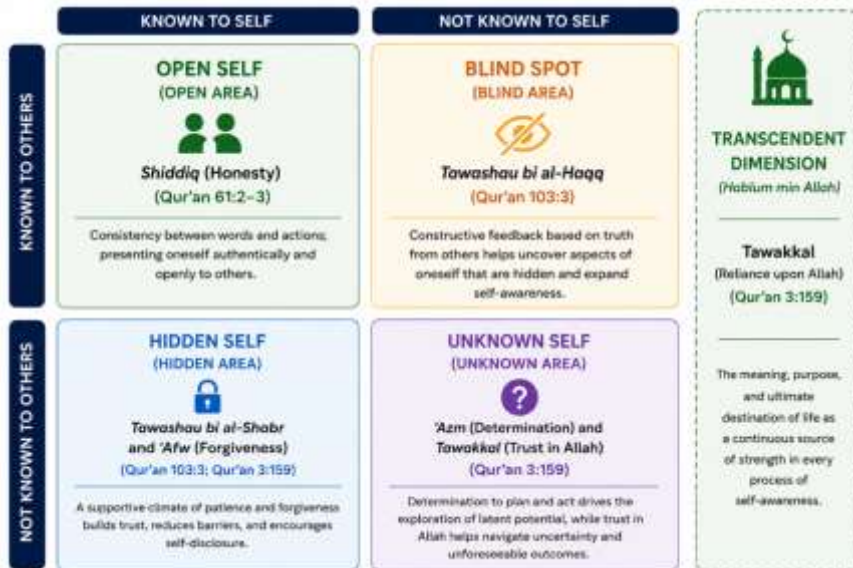 KNOWN TO SELF
NOT KNOWN TO SELF
KNOWN TO OTHERS
OPEN SELF
(OPEN AREA)
Shiddiq (Honesty)
(Qur'an 61:2–3)
Consistency between words and actions;
presenting oneself authentically and
openly to others.
BLIND SPOT
(BLIND AREA)
Tawashau bi al-Haqq
(Qur'an 103:3)
Constructive feedback based on truth
from others helps uncover aspects of
oneself that are hidden and expand
self-awareness.
NOT KNOWN TO OTHERS
HIDDEN SELF
(HIDDEN AREA)
Tawashau bi al-Shabr
and 'Afw (Forgiveness)
(Qur'an 103:3; Qur'an 3:159)
A supportive climate of patience and forgiveness
builds trust, reduces barriers, and encourages
self-disclosure.
UNKNOWN SELF
(UNKNOWN AREA)
?
'Azm (Determination) and
Tawakkal (Trust in Allah)
(Qur'an 3:159)
Determination to plan and act drives the
exploration of latent potential, while trust in
Allah helps navigate uncertainty and
unforeseeable outcomes.
TRANSCENDENT
DIMENSION
(Hablum min Allah)
Tawakkal
(Reliance upon Allah)
(Qur'an 3:159)
The meaning, purpose,
and ultimate
destination of life as
a continuous source
of strength in every
process of
self-awareness.